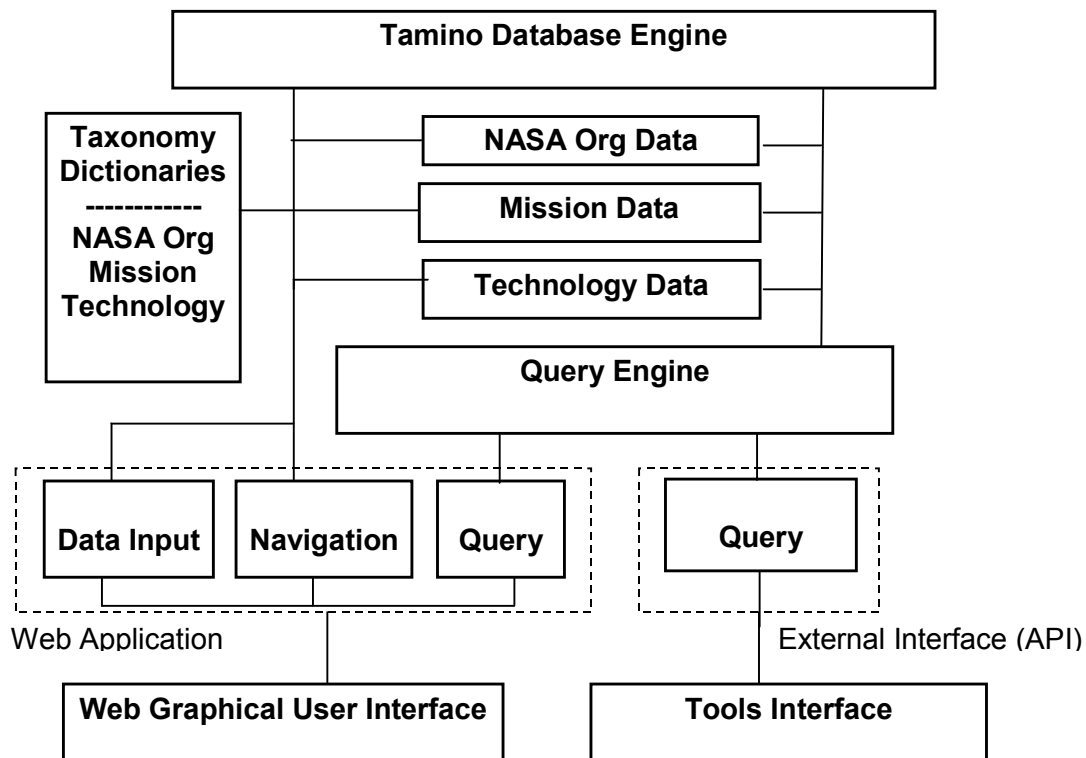 Tamino Database Engine
Taxonomy
Dictionaries
------------
NASA Org
Mission
Technology
NASA Org Data
Mission Data
Technology Data
Query Engine
Data Input
Navigation
Query
Query
Web Application
External Interface (API)
Web Graphical User Interface
Tools Interface